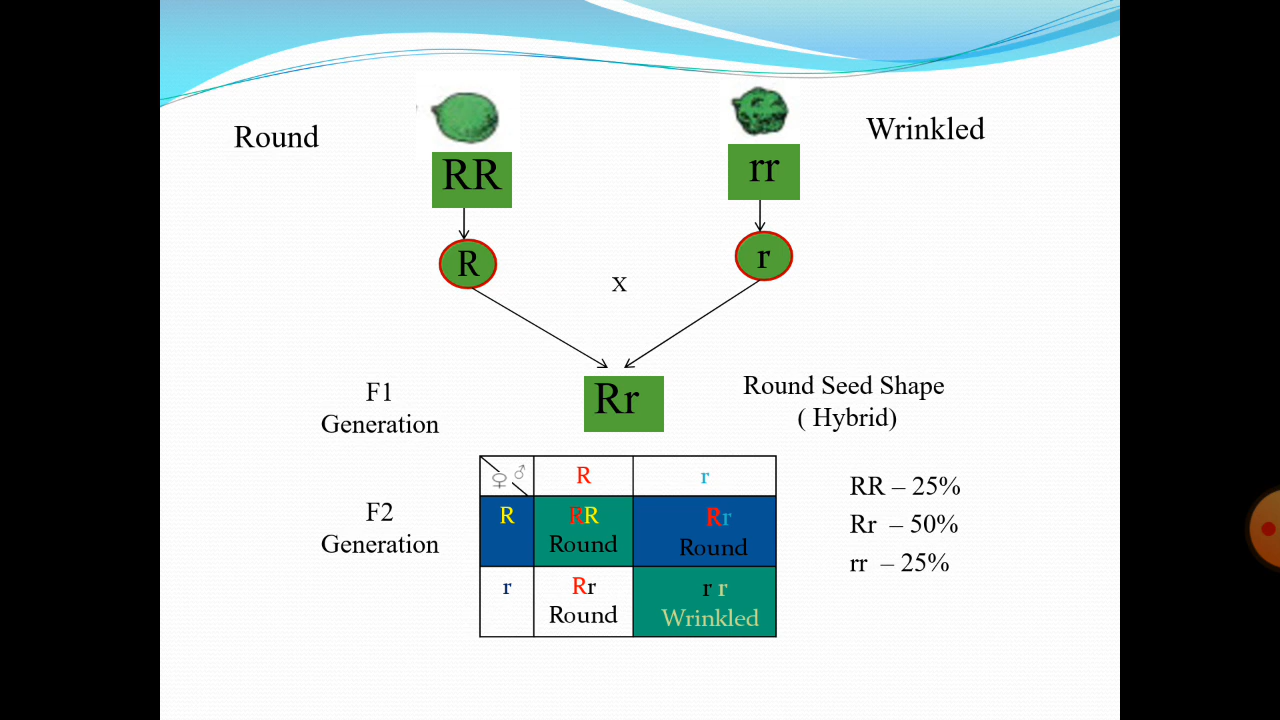 Round
Wrinkled
RR
rr
R
r
X
F1
Generation
Rr
Round Seed Shape
( Hybrid)
F2
Generation
♀ ♂
R
r
R
RR
Round
Rr
Round
r
Rr
Round
r r
Wrinkled
RR – 25%
Rr – 50%
rr – 25%